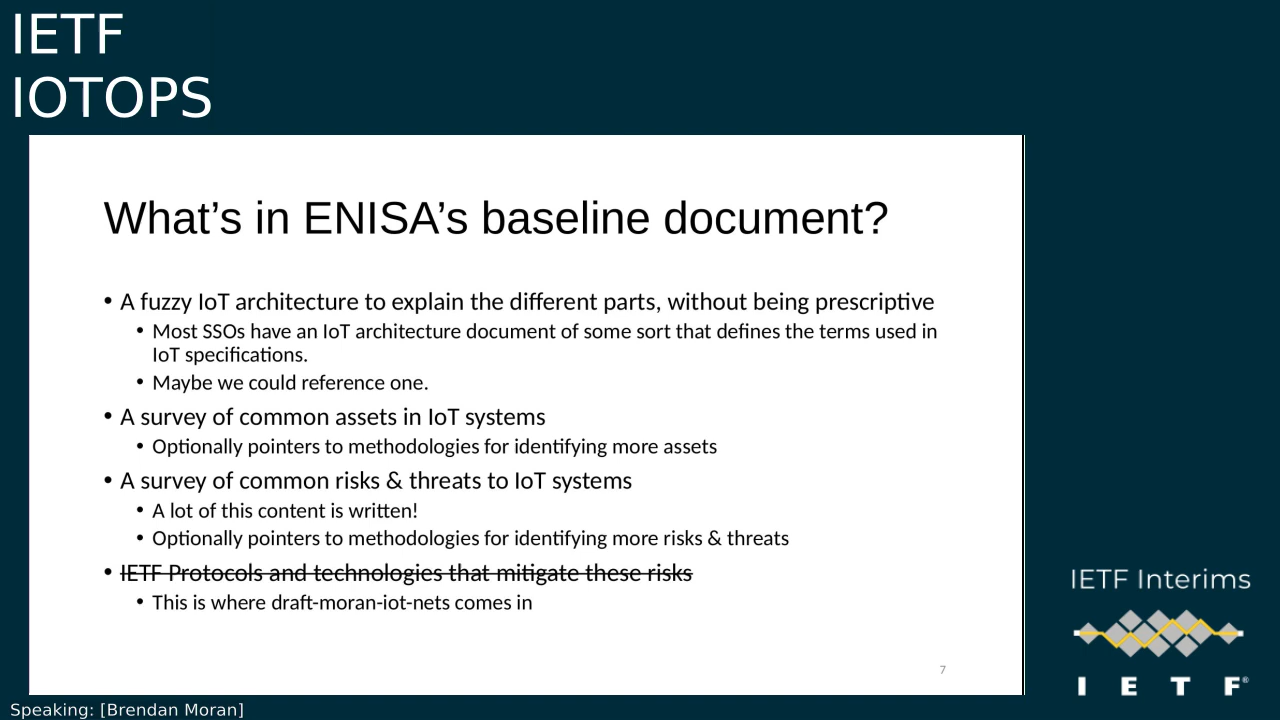 IETF
IOTOPS
What's in ENISA's baseline document?
• A fuzzy IoT architecture to explain the different parts, without being prescriptive
• Most SSOs have an IoT architecture document of some sort that defines the terms used in
IoT specifications.
• Maybe we could reference one.
• A survey of common assets in IoT systems
• Optionally pointers to methodologies for identifying more assets
• A survey of common risks & threats to IoT systems
• A lot of this content is written!
• Optionally pointers to methodologies for identifying more risks & threats
• IETF Protocols and technologies that mitigate these risks
• This is where draft-moran-iot-nets comes in
7
IETF Interims
I E T F®
Speaking: [Brendan Moran]